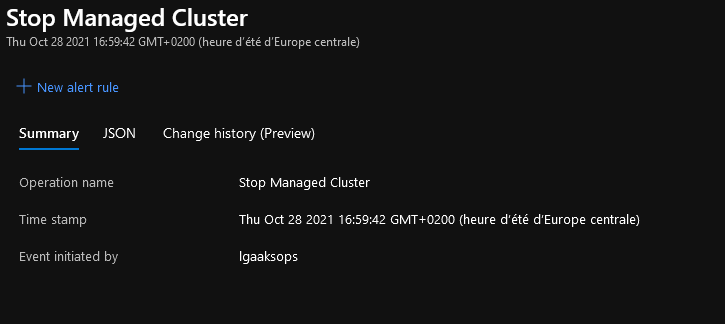 Stop Managed Cluster
Thu Oct 28 2021 16:59:42 GMT+0200 (heure d’été d’Europe centrale)
New alert rule
Summary JSON Change history (Preview)
Operation name Stop Managed Cluster
Time stamp Thu Oct 28 2021 16:59:42 GMT+0200 (heure d’été d’Europe centrale)
Event initiated by lgaaksops